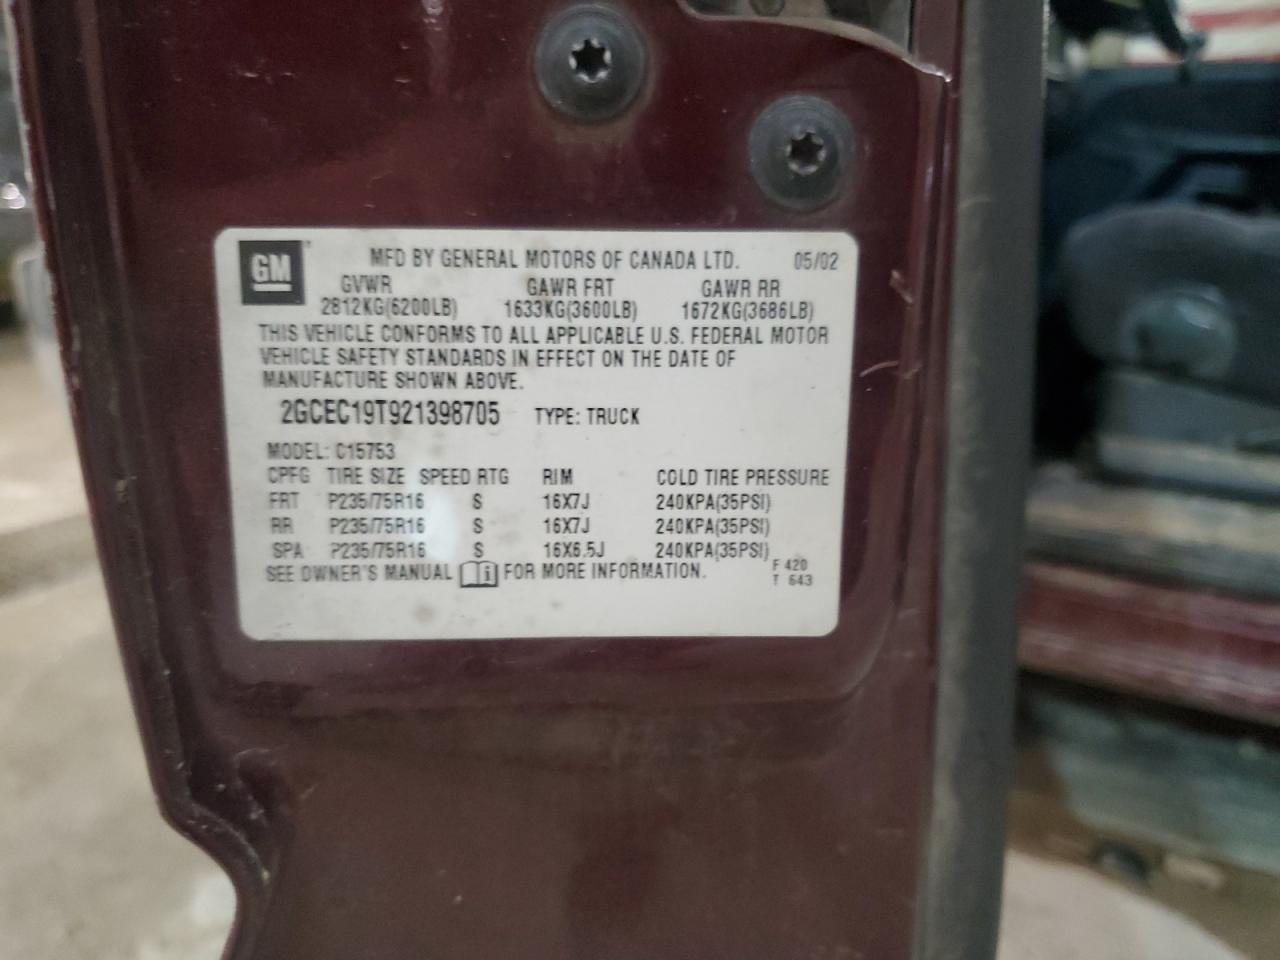 GM MFD BY GENERAL MOTORS OF CANADA LTD. 05/02
GVWR GAWR FRT GAWR RR
2812KG(6200LB) 1633KG(3600LB) 1672KG(3686LB)
THIS VEHICLE CONFORMS TO ALL APPLICABLE U.S. FEDERAL MOTOR
VEHICLE SAFETY STANDARDS IN EFFECT ON THE DATE OF
MANUFACTURE SHOWN ABOVE.
2GCEC19T921398705 TYPE: TRUCK
MODEL: C15753
CPFG TIRE SIZE SPEED RTG RIM COLD TIRE PRESSURE
FRT P235/75R16 S 16X7J 240KPA(35PSI)
RR P235/75R16 S 16X7J 240KPA(35PSI)
SPA P235/75R16 S 16X6.5J 240KPA(35PSI)
SEE OWNER'S MANUAL i FOR MORE INFORMATION. F 420
T 643